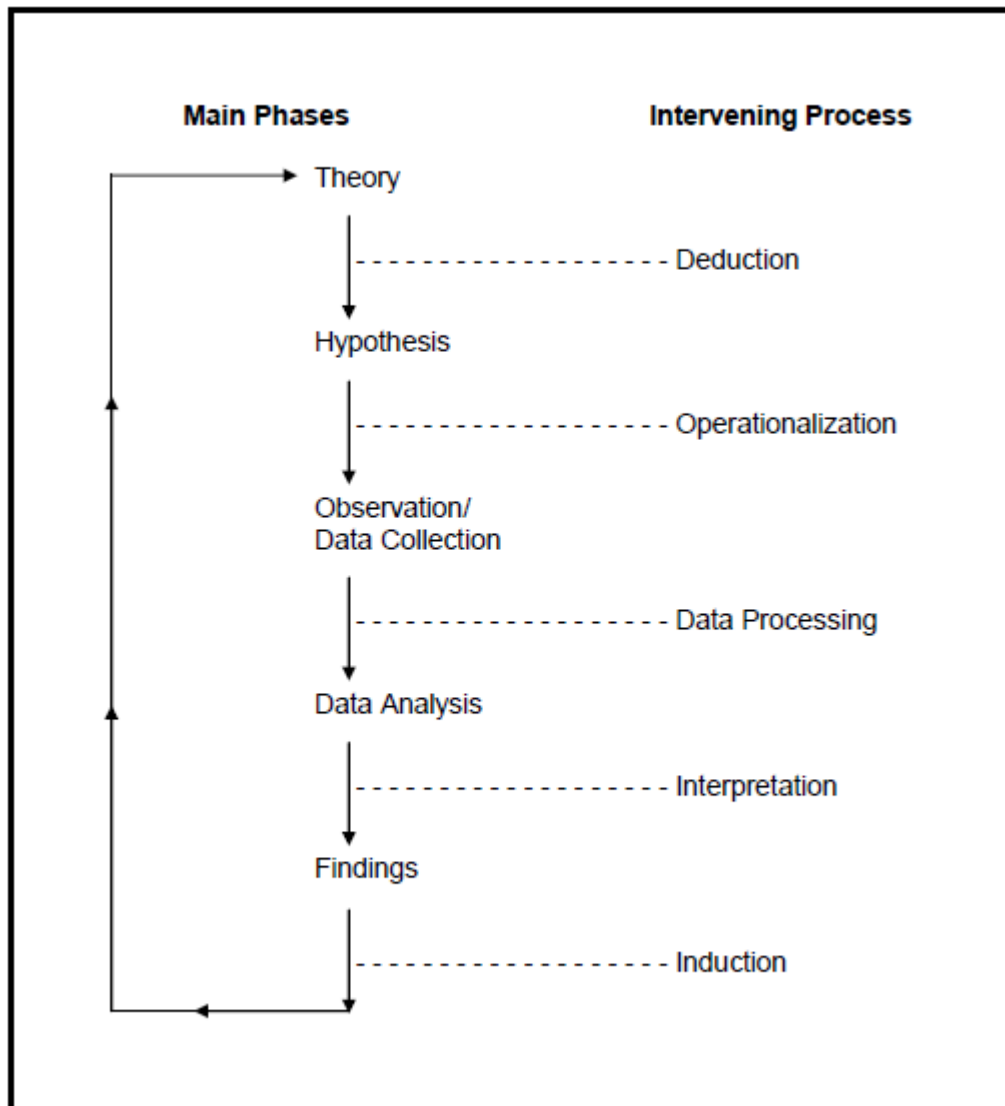 Main Phases
Intervening Process
Theory
Deduction
Hypothesis
Operationalization
Observation/
Data Collection
Data Processing
Data Analysis
Interpretation
Findings
Induction